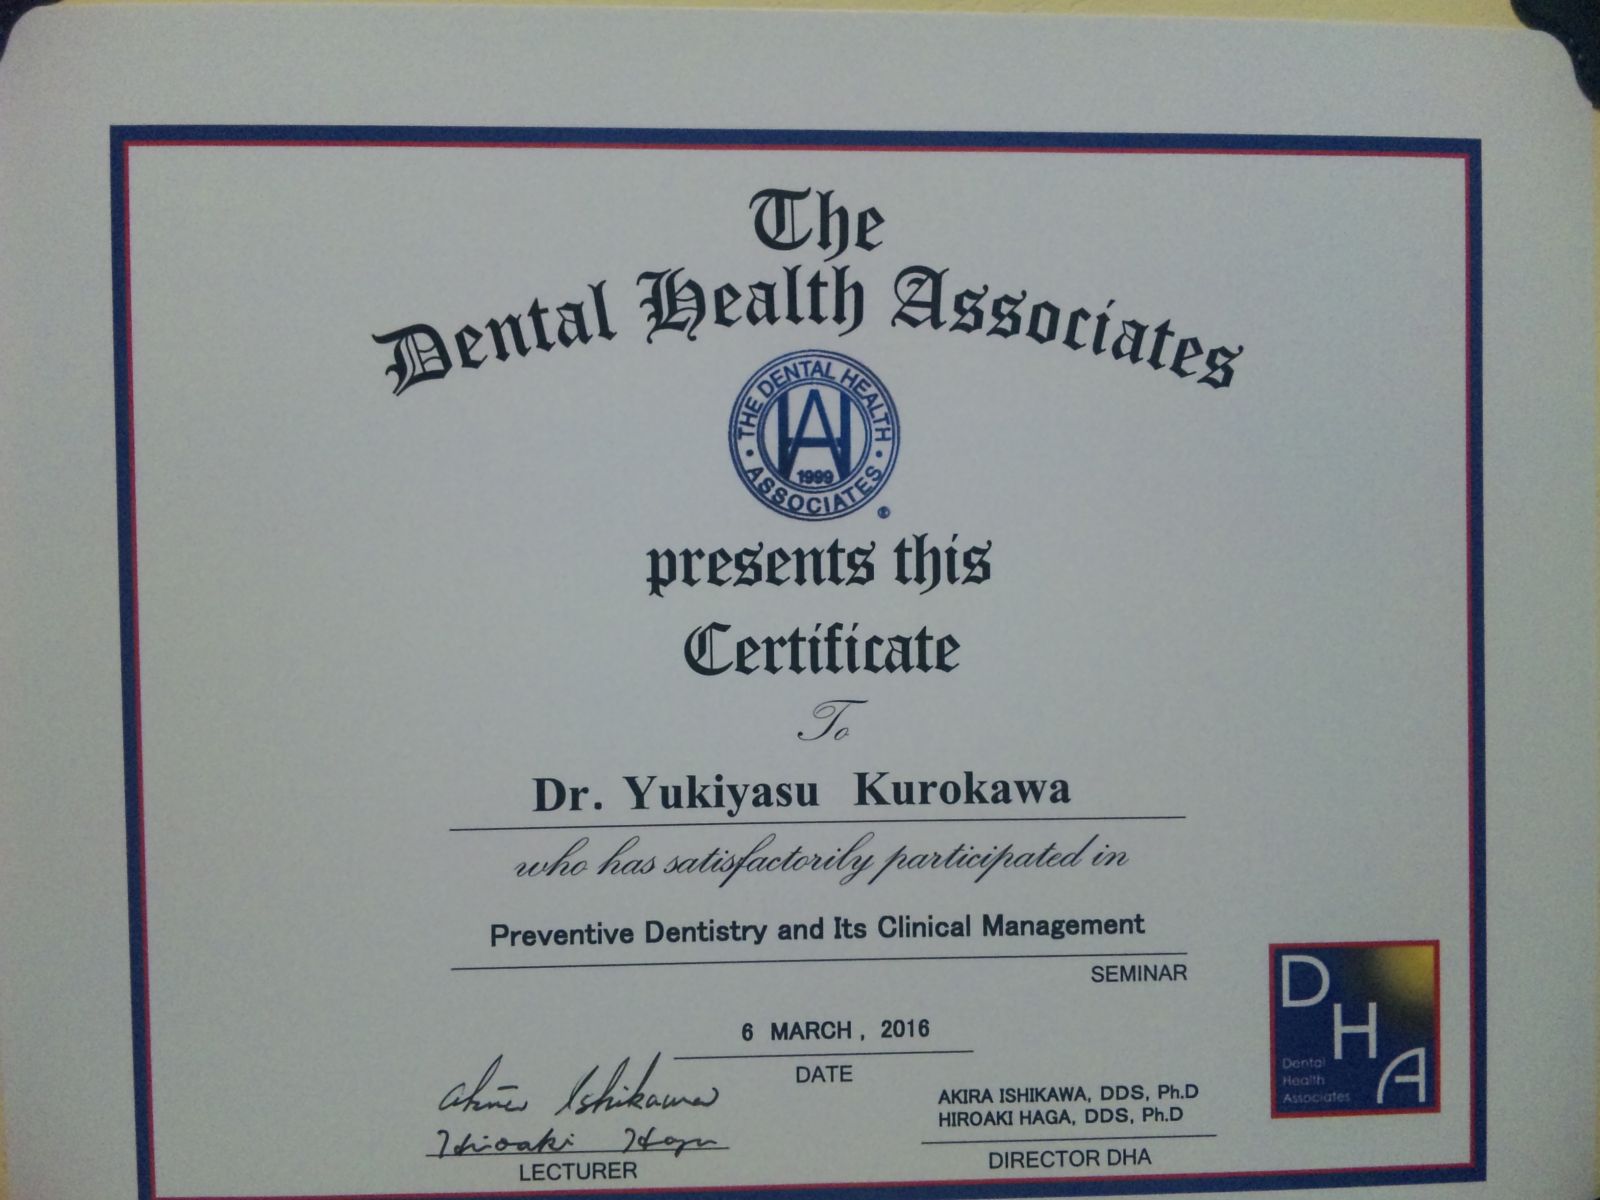 The
Dental Health Associates
THE DENTAL HEALTH
HA
1999
ASSOCIATES
®
presents this
Certificate
To
Dr. Yukiyasu Kurokawa
who has satisfactorily participated in
Preventive Dentistry and Its Clinical Management
SEMINAR
6 MARCH, 2016
DATE
Akira Ishikawa
Hiroaki Haga
LECTURER
AKIRA ISHIKAWA, DDS, Ph.D
HIROAKI HAGA, DDS, Ph.D
DIRECTOR DHA
DHA
Dental
Health
Associates